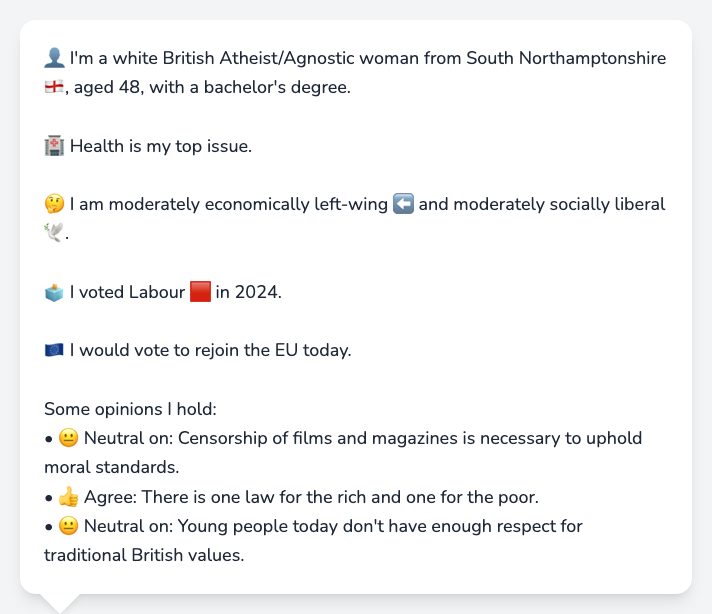 👤 I'm a white British Atheist/Agnostic woman from South Northamptonshire
🏴󠁧󠁢󠁥󠁮󠁧󠁿, aged 48, with a bachelor's degree.
🏥 Health is my top issue.
🤔 I am moderately economically left-wing ⬅️ and moderately socially liberal
🕊️.
🗳️ I voted Labour 🟥 in 2024.
🇪🇺 I would vote to rejoin the EU today.
Some opinions I hold:
• 😐 Neutral on: Censorship of films and magazines is necessary to uphold
moral standards.
• 👍 Agree: There is one law for the rich and one for the poor.
• 😐 Neutral on: Young people today don't have enough respect for
traditional British values.